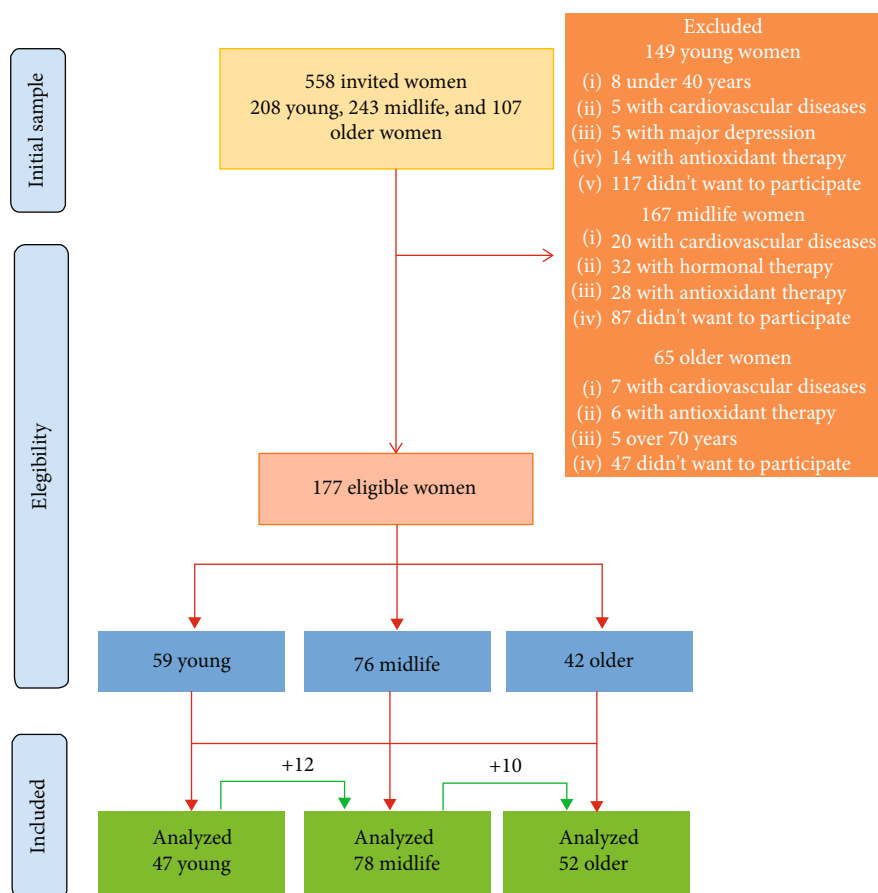 Initial sample
558 invited women
208 young, 243 midlife, and 107
older women
Excluded
149 young women
(i) 8 under 40 years
(ii) 5 with cardiovascular diseases
(iii) 5 with major depression
(iv) 14 with antioxidant therapy
(v) 117 didn't want to participate
167 midlife women
(i) 20 with cardiovascular diseases
(ii) 32 with hormonal therapy
(iii) 28 with antioxidant therapy
(iv) 87 didn't want to participate
65 older women
(i) 7 with cardiovascular diseases
(ii) 6 with antioxidant therapy
(iii) 5 over 70 years
(iv) 47 didn't want to participate
Elegibility
177 eligible women
59 young
76 midlife
42 older
Included
+12
+10
Analyzed
47 young
Analyzed
78 midlife
Analyzed
52 older